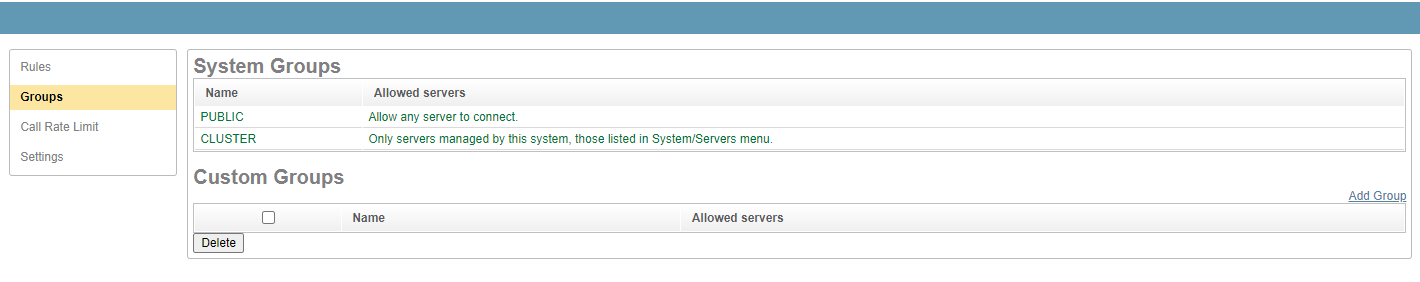 Rules
Groups
Call Rate Limit
Settings
System Groups
Name Allowed servers
PUBLIC Allow any server to connect.
CLUSTER Only servers managed by this system, those listed in System/Servers menu.
Custom Groups
Add Group
Name Allowed servers
Delete